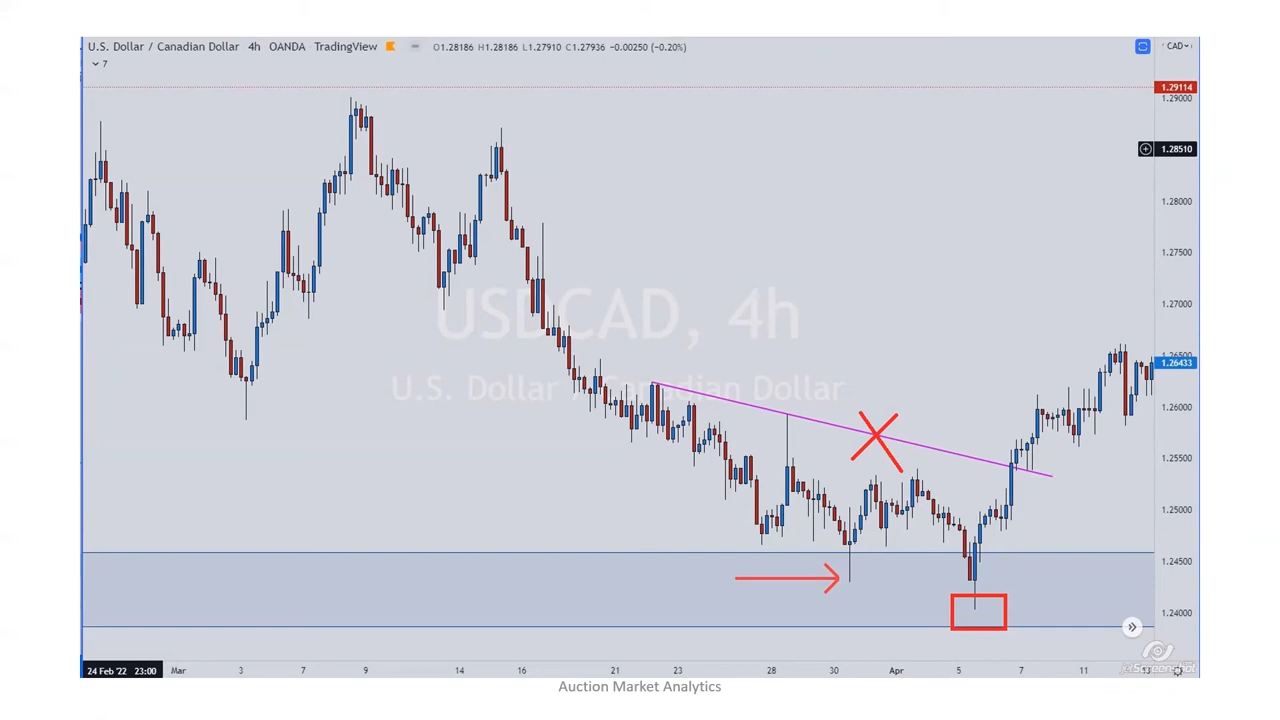 U.S. Dollar / Canadian Dollar 4h OANDA TradingView O1.28186 H1.28186 L1.27910 C1.27936 −0.00250 (−0.20%) CAD
7
1.29114
1.29000
1.28510
1.28000
1.27500
1.27000
USDCAD, 4h
1.26433
U.S. Dollar / Canadian Dollar
1.26000
1.25500
1.25000
1.24500
1.24000
jetScreenshot
24 Feb '22 23:00 Mar 3 7 9 14 16 21 23 28 30 Apr 5 7 11
Auction Market Analytics